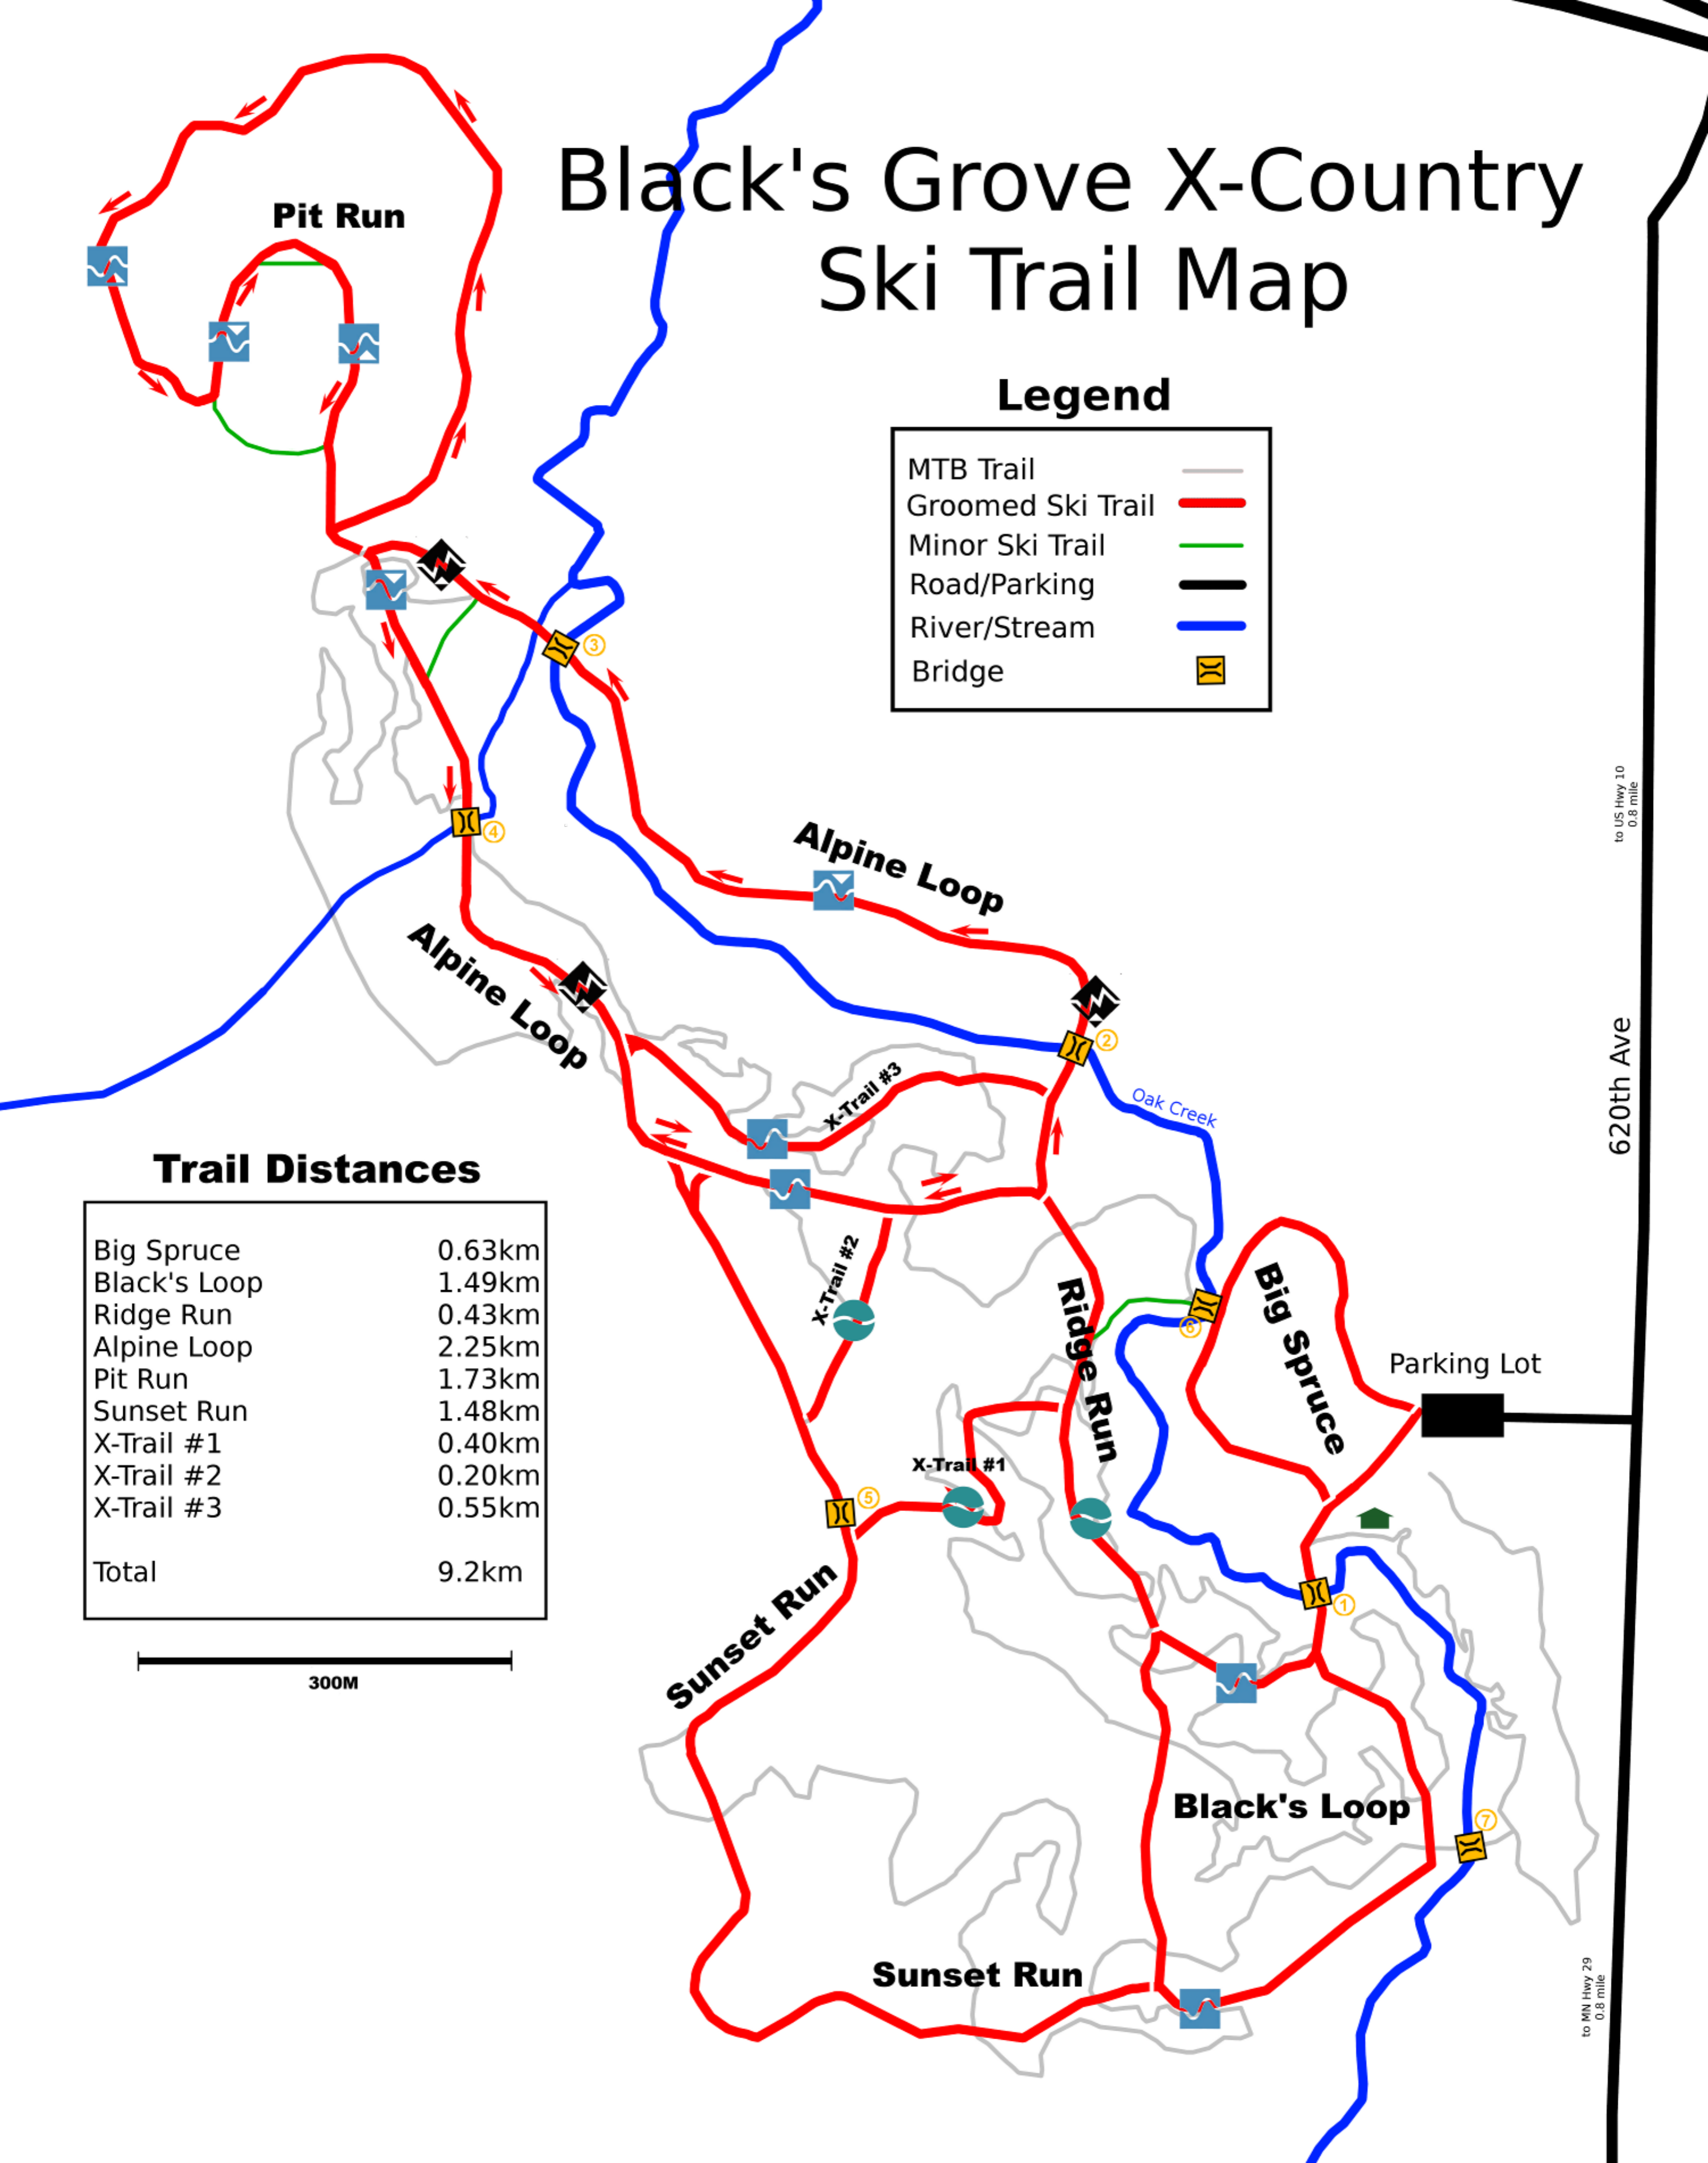 Black's Grove X-Country
Ski Trail Map
Pit Run
Legend
MTB Trail
Groomed Ski Trail
Minor Ski Trail
Road/Parking
River/Stream
Bridge
3
4
to US Hwy 10
0.8 mile
Alpine Loop
Alpine Loop
2
Oak Creek
620th Ave
X-Trail #3
Trail Distances
Big Spruce 0.63km
Black's Loop 1.49km
Ridge Run 0.43km
Alpine Loop 2.25km
Pit Run 1.73km
Sunset Run 1.48km
X-Trail #1 0.40km
X-Trail #2 0.20km
X-Trail #3 0.55km
Total 9.2km
300M
X-Trail #2
Ridge Run
6
Big Spruce
Parking Lot
X-Trail #1
5
1
Sunset Run
Black's Loop
7
Sunset Run
to MN Hwy 29
0.8 mile